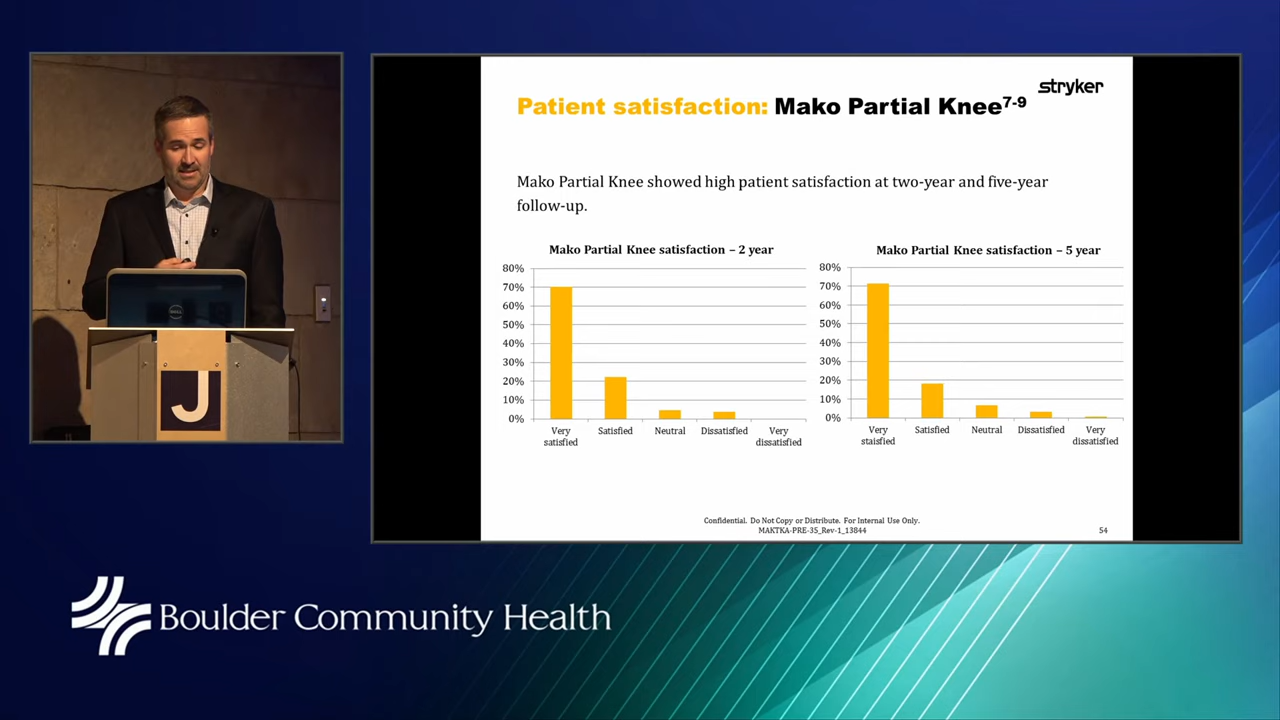 stryker
Patient satisfaction: Mako Partial Knee7-9
Mako Partial Knee showed high patient satisfaction at two-year and five-year
follow-up.
Mako Partial Knee satisfaction – 2 year
80%
70%
60%
50%
40%
30%
20%
10%
0%
Very
satisfied
Satisfied
Neutral
Dissatisfied
Very
dissatisfied
Mako Partial Knee satisfaction – 5 year
80%
70%
60%
50%
40%
30%
20%
10%
0%
Very
staisfied
Satisfied
Neutral
Dissatisfied
Very
dissatisfied
Confidential. Do Not Copy or Distribute. For Internal Use Only.
MAKTKA-PRE-35_Rev-1_13844
54
DELL
J
Boulder Community Health